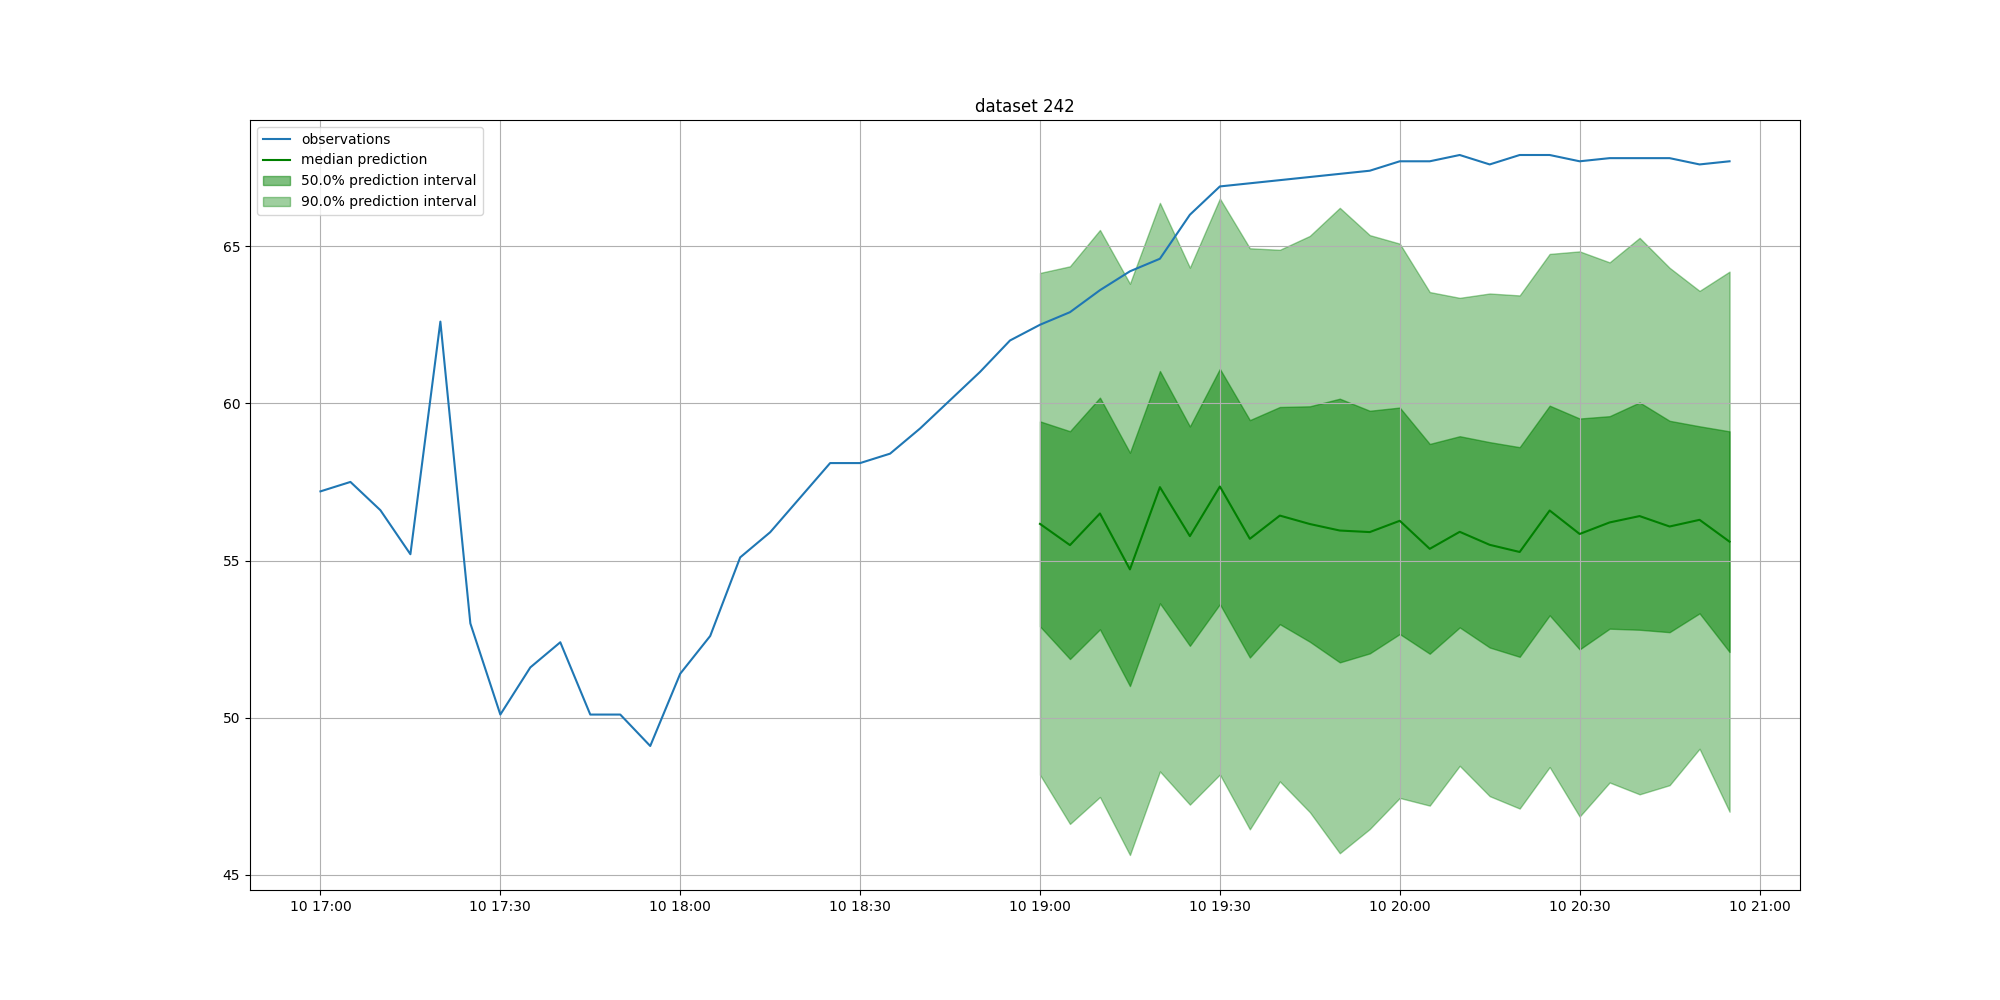 dataset 242
observations
median prediction
50.0% prediction interval
90.0% prediction interval
65
60
55
50
45
10 17:00 10 17:30 10 18:00 10 18:30 10 19:00 10 19:30 10 20:00 10 20:30 10 21:00